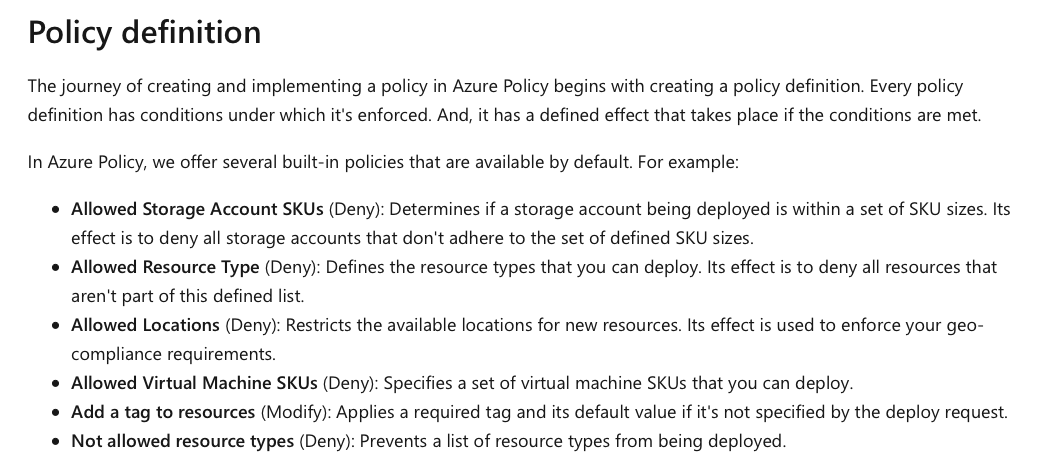 Policy definition
The journey of creating and implementing a policy in Azure Policy begins with creating a policy definition. Every policy
definition has conditions under which it's enforced. And, it has a defined effect that takes place if the conditions are met.
In Azure Policy, we offer several built-in policies that are available by default. For example:
• Allowed Storage Account SKUs (Deny): Determines if a storage account being deployed is within a set of SKU sizes. Its
effect is to deny all storage accounts that don't adhere to the set of defined SKU sizes.
• Allowed Resource Type (Deny): Defines the resource types that you can deploy. Its effect is to deny all resources that
aren't part of this defined list.
• Allowed Locations (Deny): Restricts the available locations for new resources. Its effect is used to enforce your geo-
compliance requirements.
• Allowed Virtual Machine SKUs (Deny): Specifies a set of virtual machine SKUs that you can deploy.
• Add a tag to resources (Modify): Applies a required tag and its default value if it's not specified by the deploy request.
• Not allowed resource types (Deny): Prevents a list of resource types from being deployed.